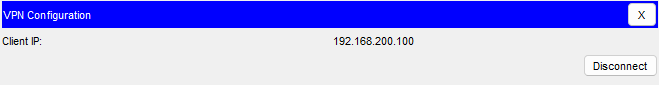 VPN Configuration X
Client IP: 192.168.200.100
Disconnect